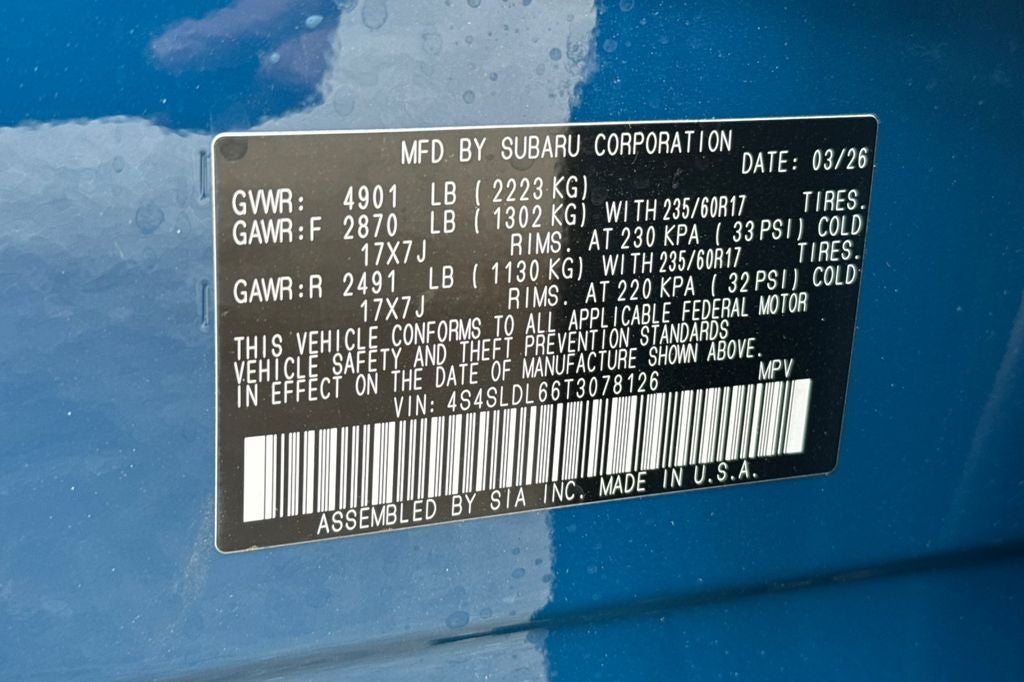 MFD BY SUBARU CORPORATION DATE: 03/26
GVWR: 4901 LB ( 2223 KG)
GAWR:F 2870 LB ( 1302 KG) WITH 235/60R17 TIRES.
17X7J RIMS. AT 230 KPA ( 33 PSI) COLD
GAWR:R 2491 LB ( 1130 KG) WITH 235/60R17 TIRES.
17X7J RIMS. AT 220 KPA ( 32 PSI) COLD
THIS VEHICLE CONFORMS TO ALL APPLICABLE FEDERAL MOTOR
VEHICLE SAFETY AND THEFT PREVENTION STANDARDS
IN EFFECT ON THE DATE OF MANUFACTURE SHOWN ABOVE.
VIN: 4S4SLDL66T3078126 MPV
ASSEMBLED BY SIA INC. MADE IN U.S.A.